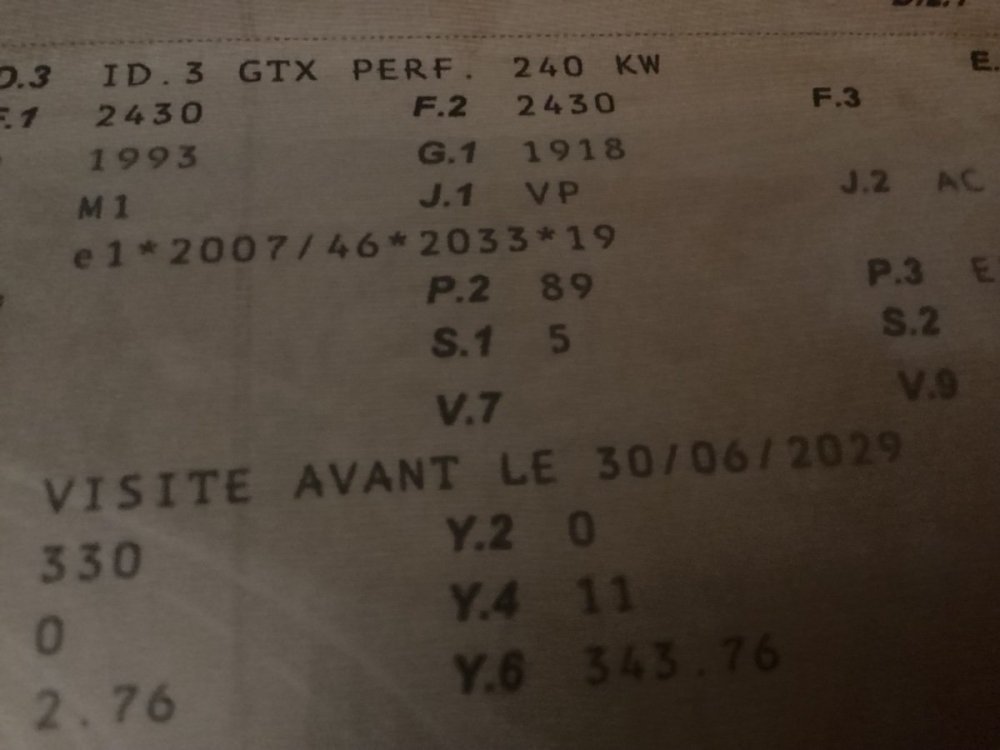 D.3 ID.3 GTX PERF. 240 KW E.
F.1 2430 F.2 2430 F.3
1993 G.1 1918
M1 J.1 VP J.2 AC
e1*2007/46*2033*19
P.2 89 P.3 E
S.1 5 S.2
V.7 V.9
VISITE AVANT LE 30/06/2029
330 Y.2 0
0 Y.4 11
2.76 Y.6 343.76